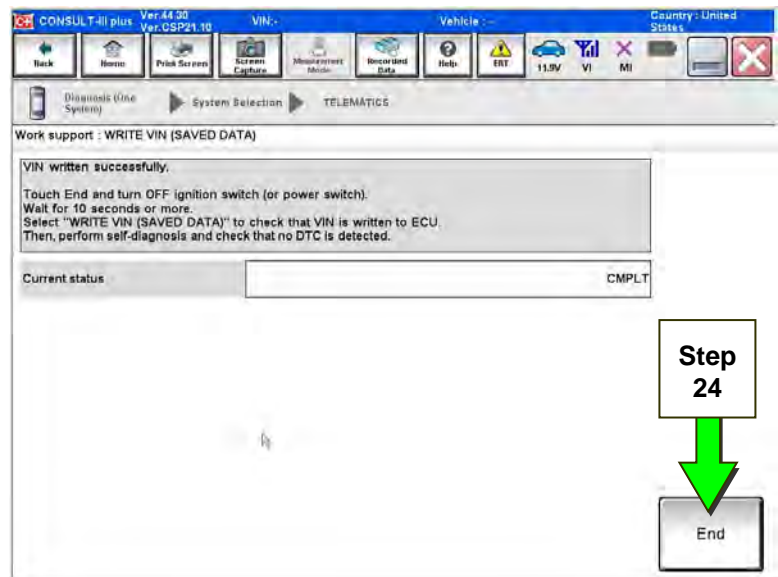 CONSULT-III plus Ver.44.30 VIN:- Vehicle : - Country : United
Ver.CSP21.10 States
Back Home Print Screen Screen Capture Measurement Mode Recorded Data Help ERT 11.9V VI MI
Diagnosis (One System) System Selection TELEMATICS
Work support : WRITE VIN (SAVED DATA)
VIN written successfully.
Touch End and turn OFF ignition switch (or power switch).
Wait for 10 seconds or more.
Select "WRITE VIN (SAVED DATA)" to check that VIN is written to ECU.
Then, perform self-diagnosis and check that no DTC is detected.
Current status CMPLT
Step
24
End